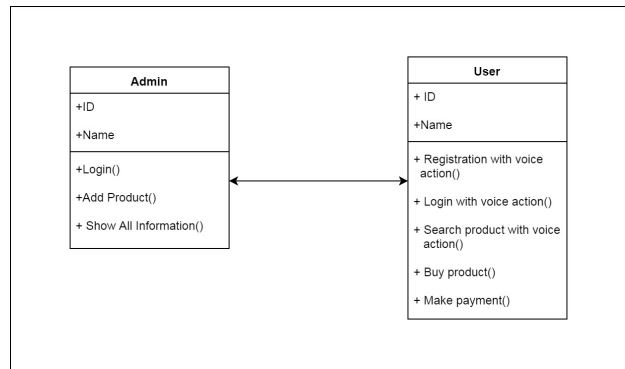 Admin
+ID
+Name
+Login()
+Add Product()
+ Show All Information()
User
+ ID
+Name
+ Registration with voice
action()
+ Login with voice action()
+ Search product with voice
action()
+ Buy product()
+ Make payment()